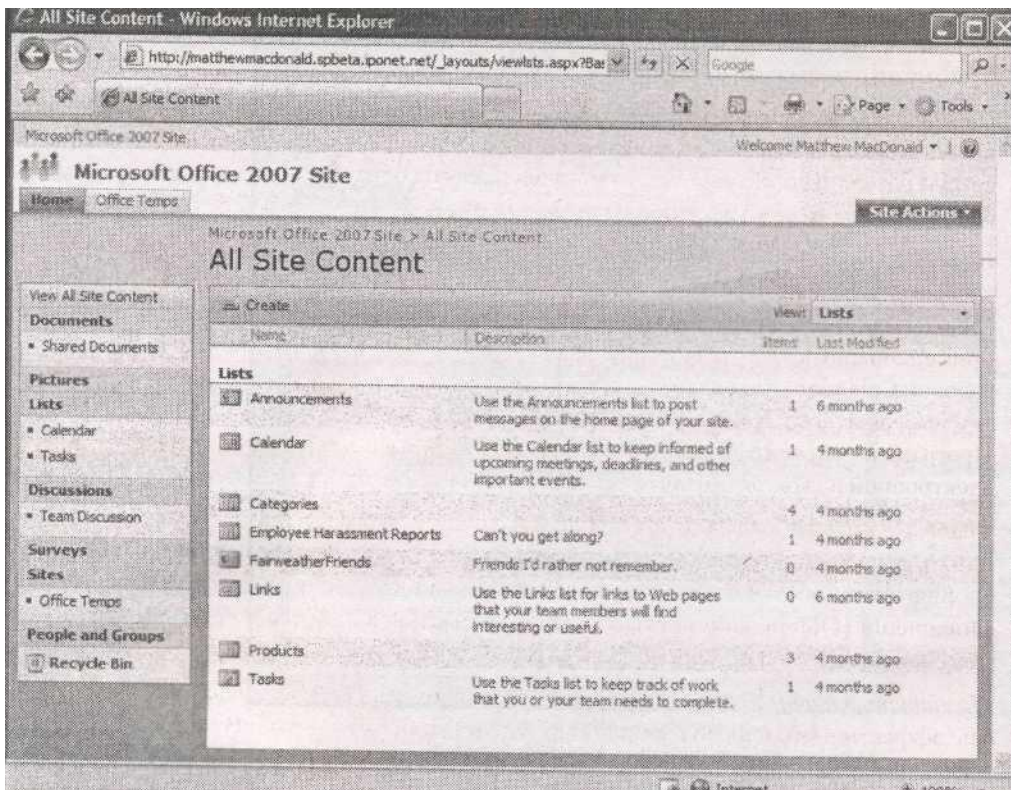 All Site Content - Windows Internet Explorer
http://matthewmacdonald.spbeta.iponet.net/_layouts/viewlsts.aspx?Bas
Google
All Site Content
Page
Tools
Microsoft Office 2007 Site
Welcome Matthew MacDonald
Microsoft Office 2007 Site
Home
Office Temps
Site Actions
Microsoft Office 2007 Site > All Site Content
All Site Content
View All Site Content
Documents
Shared Documents
Pictures
Lists
Calendar
Tasks
Discussions
Team Discussion
Surveys
Sites
Office Temps
People and Groups
Recycle Bin
Create
View: Lists
Name Description Items Last Modified
Lists
Announcements Use the Announcements list to post 1 6 months ago
messages on the home page of your site.
Calendar Use the Calendar list to keep informed of 1 4 months ago
upcoming meetings, deadlines, and other
important events.
Categories 4 4 months ago
Employee Harassment Reports Can't you get along? 1 4 months ago
FairweatherFriends Friends I'd rather not remember. 0 4 months ago
Links Use the Links list for links to Web pages 0 6 months ago
that your team members will find
interesting or useful.
Products 3 4 months ago
Tasks Use the Tasks list to keep track of work 1 4 months ago
that you or your team needs to complete.
Internet